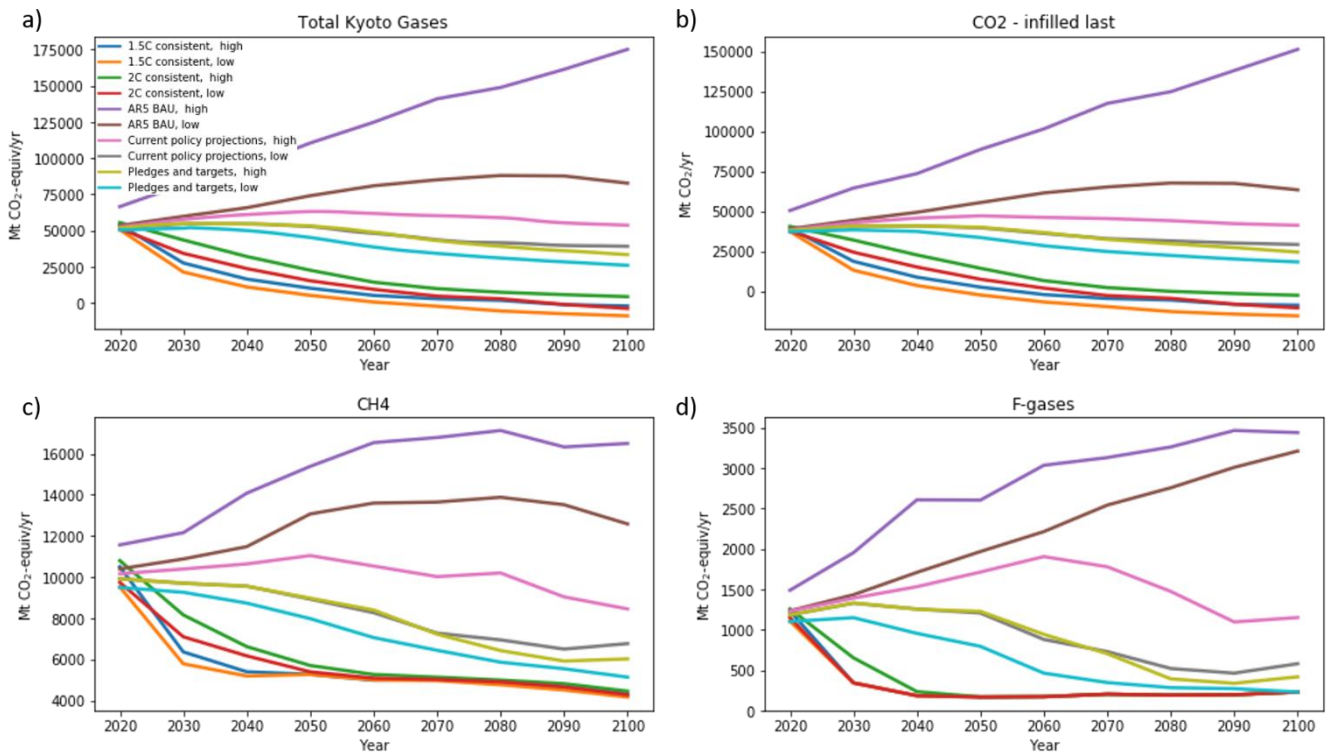 a)
Total Kyoto Gases
Mt CO₂-equiv/yr
175000
150000
125000
100000
75000
50000
25000
0
1.5C consistent,  high
1.5C consistent, low
2C consistent,  high
2C consistent, low
AR5 BAU,  high
AR5 BAU, low
Current policy projections,  high
Current policy projections, low
Pledges and targets,  high
Pledges and targets, low
2020 2030 2040 2050 2060 2070 2080 2090 2100
Year
b)
CO2 - infilled last
Mt CO₂/yr
150000
125000
100000
75000
50000
25000
0
2020 2030 2040 2050 2060 2070 2080 2090 2100
Year
c)
CH4
Mt CO₂-equiv/yr
16000
14000
12000
10000
8000
6000
4000
2020 2030 2040 2050 2060 2070 2080 2090 2100
Year
d)
F-gases
Mt CO₂-equiv/yr
3500
3000
2500
2000
1500
1000
500
0
2020 2030 2040 2050 2060 2070 2080 2090 2100
Year